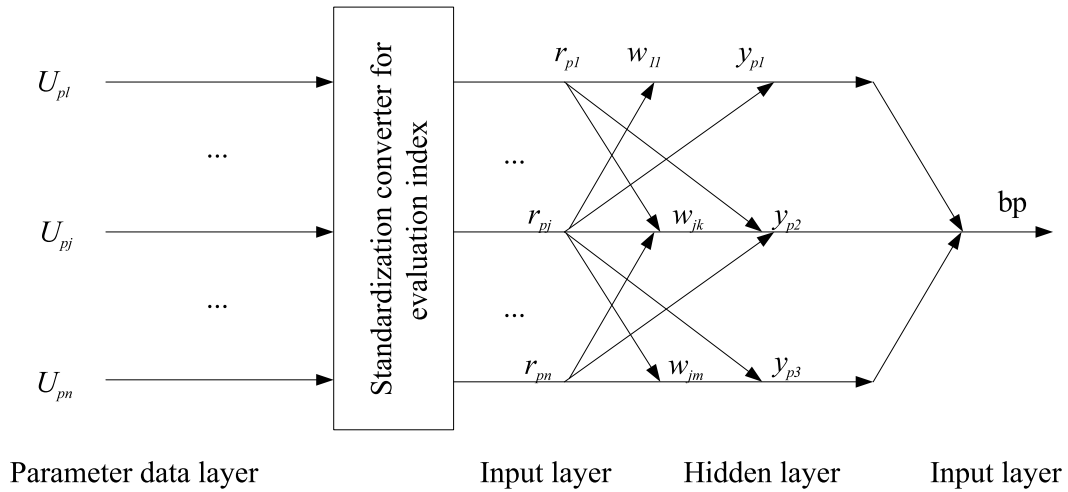 r_p1 w_11 y_p1
U_pl
...
...
r_pj w_jk y_p2 bp
U_pj
Standardization converter for
evaluation index
...
...
r_pn w_jm y_p3
U_pn
Parameter data layer Input layer Hidden layer Input layer